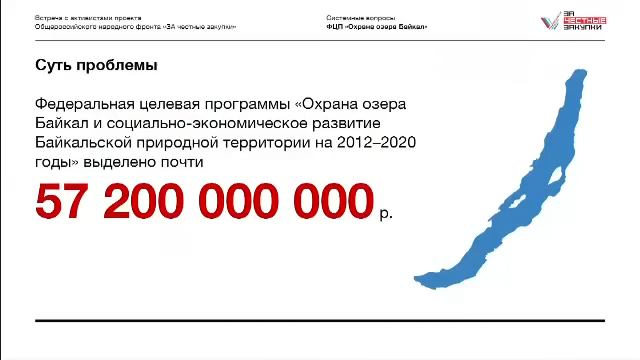 Встреча с активистами проекта
Общероссийского народного фронта «ЗА честные закупки»
Системные вопросы
ФЦП «Охрана озера Байкал»
ЗА
ЧЕСТНЫЕ
ЗАКУПКИ
Суть проблемы
Федеральная целевая программы «Охрана озера
Байкал и социально-экономическое развитие
Байкальской природной территории на 2012–2020
годы» выделено почти
57 200 000 000 р.